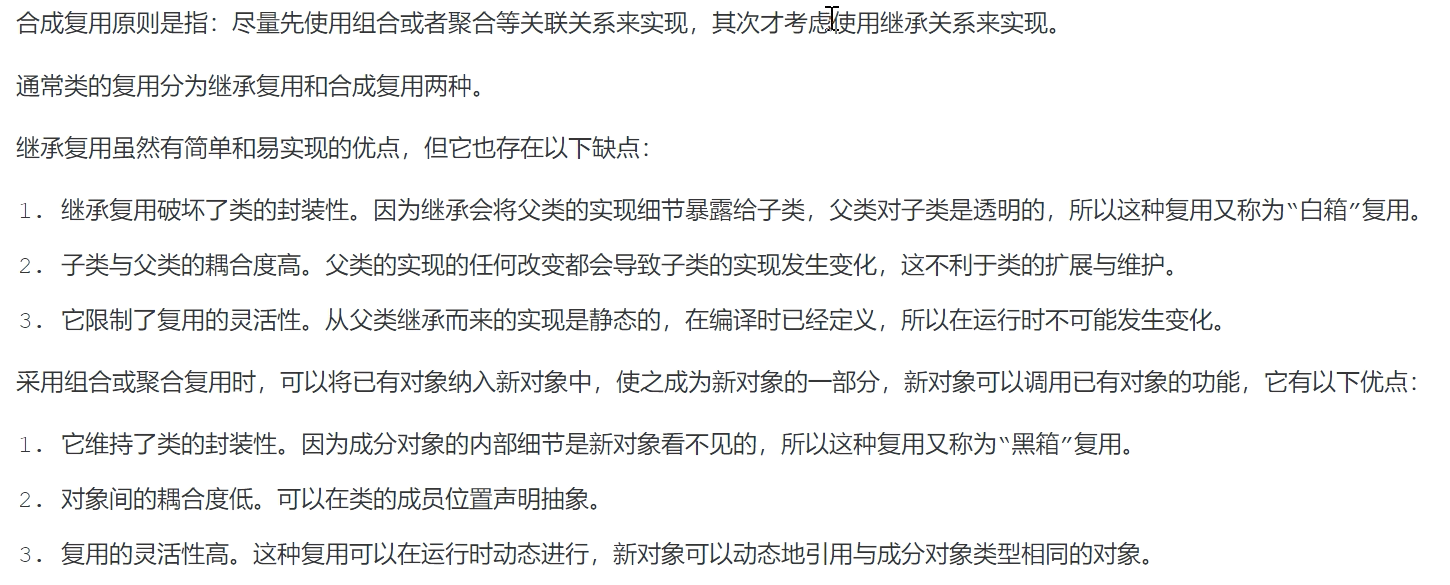 合成复用原则是指：尽量先使用组合或者聚合等关联关系来实现，其次才考虑使用继承关系来实现。
通常类的复用分为继承复用和合成复用两种。
继承复用虽然有简单和易实现的优点，但它也存在以下缺点：
1. 继承复用破坏了类的封装性。因为继承会将父类的实现细节暴露给子类，父类对子类是透明的，所以这种复用又称为“白箱”复用。
2. 子类与父类的耦合度高。父类的实现的任何改变都会导致子类的实现发生变化，这不利于类的扩展与维护。
3. 它限制了复用的灵活性。从父类继承而来的实现是静态的，在编译时已经定义，所以在运行时不可能发生变化。
采用组合或聚合复用时，可以将已有对象纳入新对象中，使之成为新对象的一部分，新对象可以调用已有对象的功能，它有以下优点：
1. 它维持了类的封装性。因为成分对象的内部细节是新对象看不见的，所以这种复用又称为“黑箱”复用。
2. 对象间的耦合度低。可以在类的成员位置声明抽象。
3. 复用的灵活性高。这种复用可以在运行时动态进行，新对象可以动态地引用与成分对象类型相同的对象。